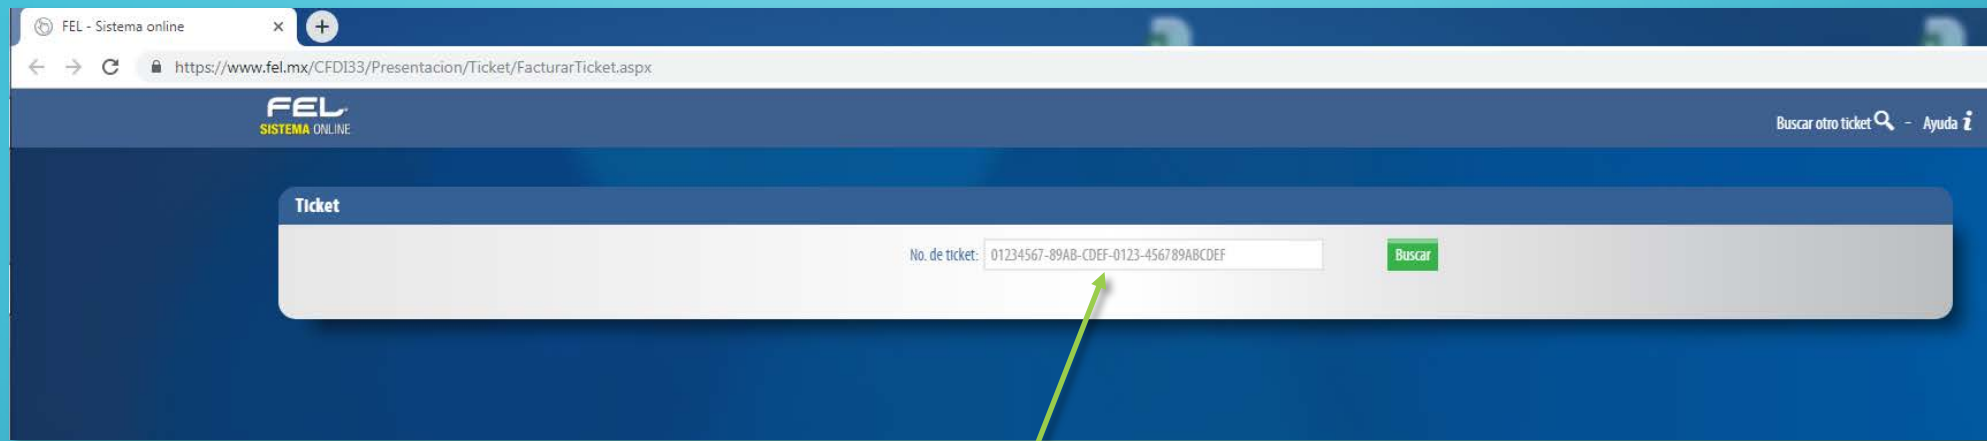 FEL - Sistema online
https://www.fel.mx/CFDI33/Presentacion/Ticket/FacturarTicket.aspx
FEL
SISTEMA ONLINE
Buscar otro ticket - Ayuda i
Ticket
No. de ticket: 01234567-89AB-CDEF-0123-456789ABCDEF Buscar